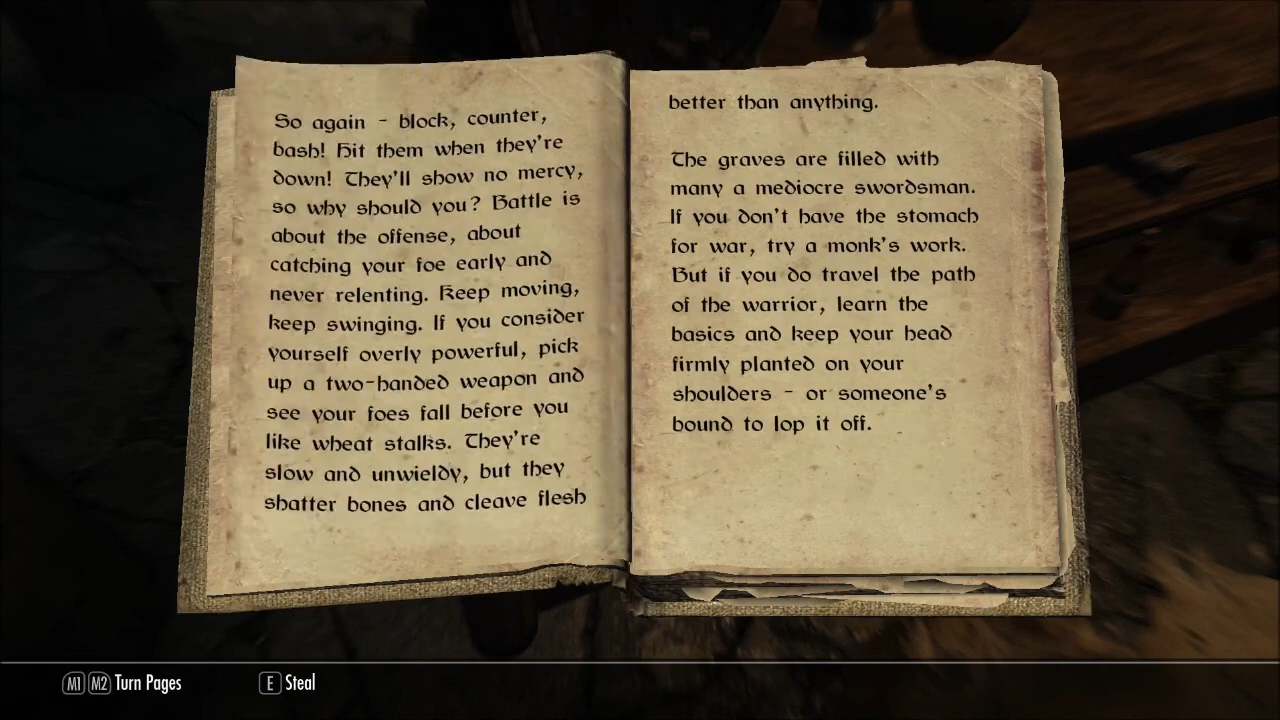 So again - block, counter,
bash! Hit them when they're
down! They'll show no mercy,
so why should you? Battle is
about the offense, about
catching your foe early and
never relenting. Keep moving,
keep swinging. If you consider
yourself overly powerful, pick
up a two-handed weapon and
see your foes fall before you
like wheat stalks. They're
slow and unwieldy, but they
shatter bones and cleave flesh
better than anything.
The graves are filled with
many a mediocre swordsman.
If you don't have the stomach
for war, try a monk's work.
But if you do travel the path
of the warrior, learn the
basics and keep your head
firmly planted on your
shoulders - or someone's
bound to lop it off.
M1 M2 Turn Pages
E Steal